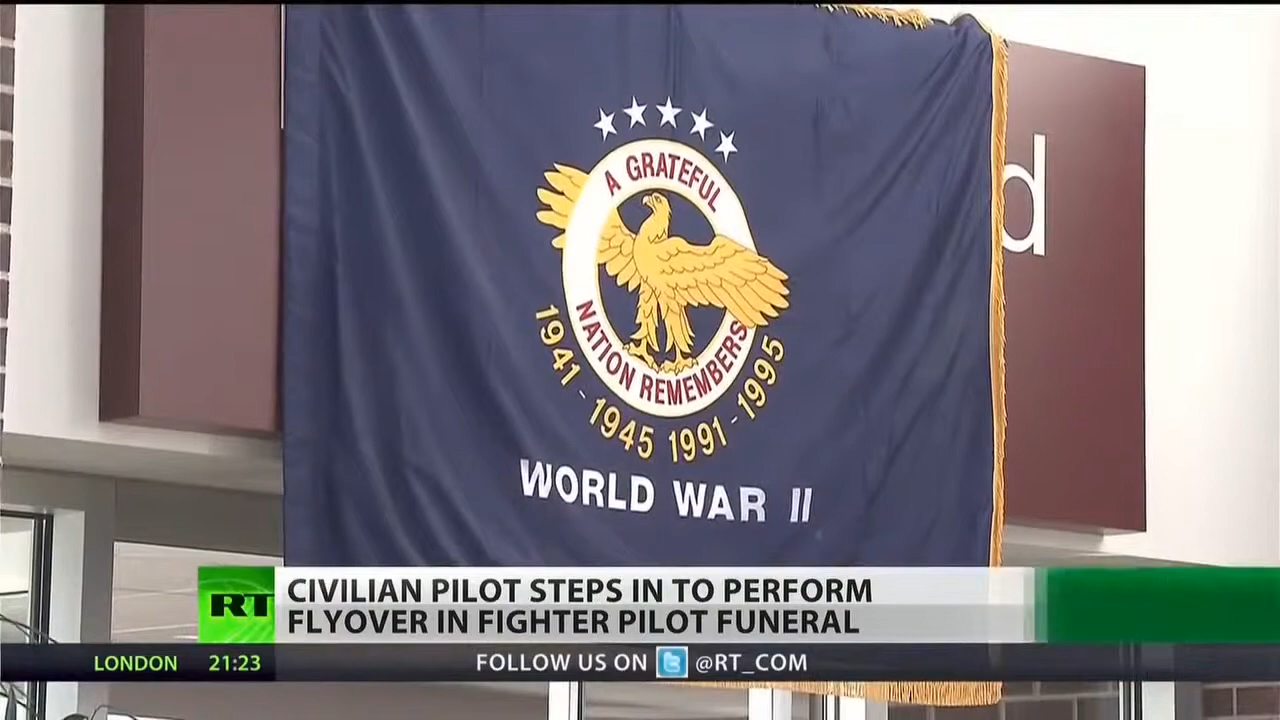 A GRATEFUL
NATION REMEMBERS
1941 - 1945 1991 - 1995
WORLD WAR II
d
RT
CIVILIAN PILOT STEPS IN TO PERFORM
FLYOVER IN FIGHTER PILOT FUNERAL
LONDON 21:23 FOLLOW US ON @RT_COM